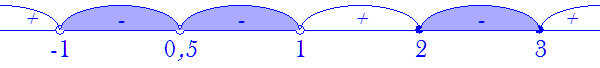 + - - + - +
-1 0,5 1 2 3